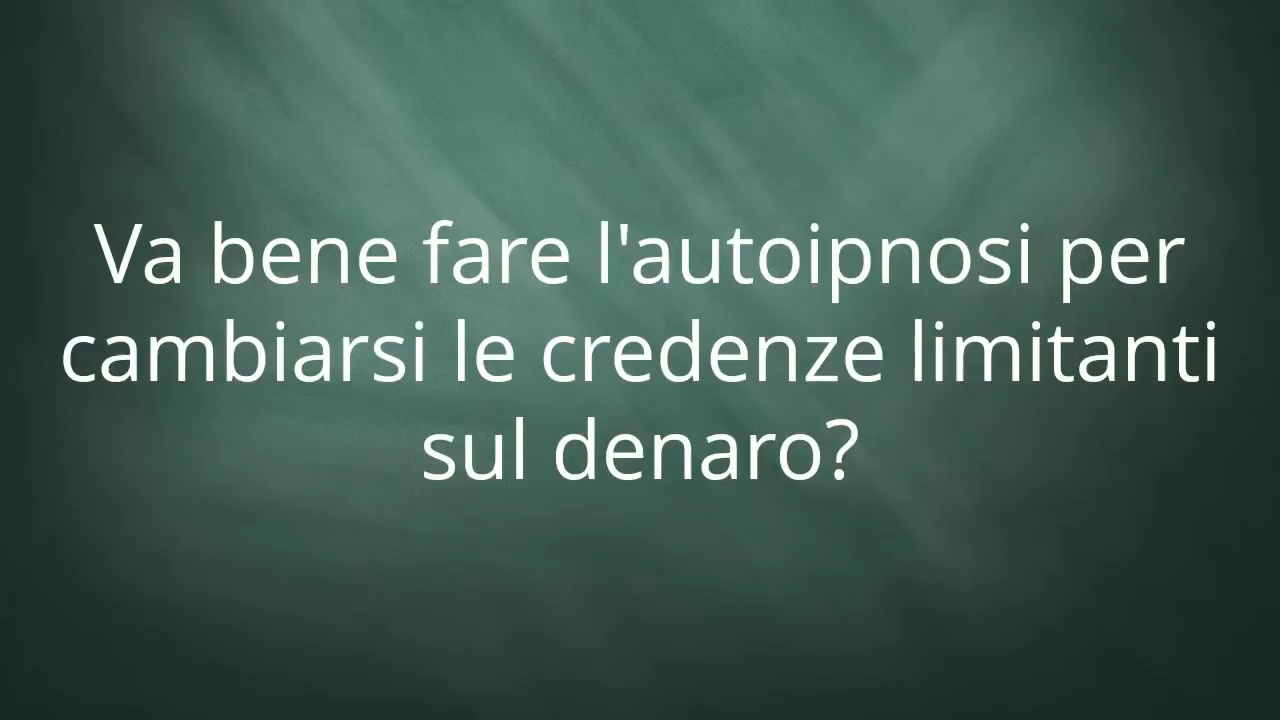 Va bene fare l'autoipnosi per
cambiarsi le credenze limitanti
sul denaro?